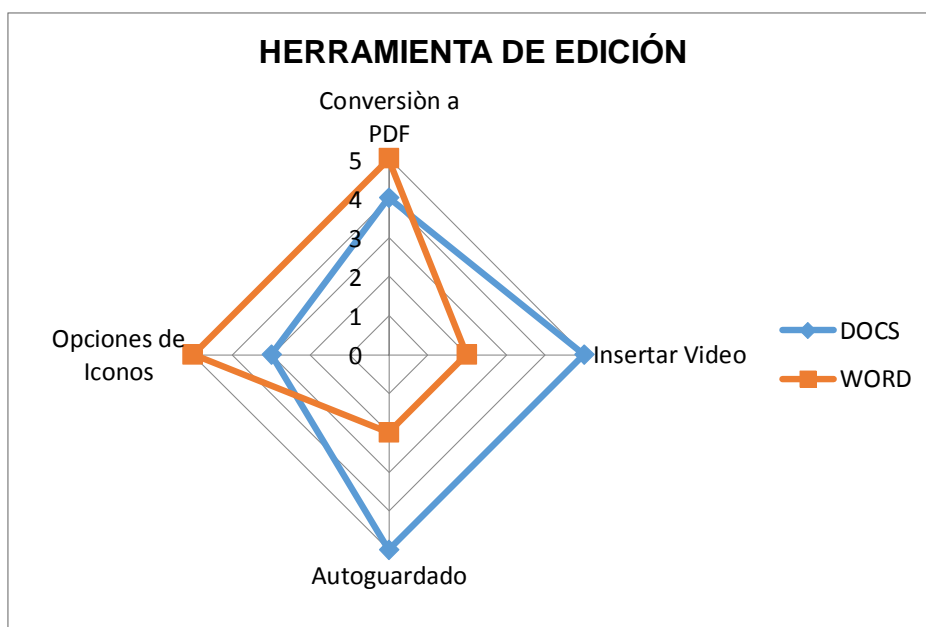 HERRAMIENTA DE EDICIÓN
Conversiòn a
PDF
5
4
3
2
1
0
Opciones de
Iconos
Insertar Video
Autoguardado
DOCS
WORD